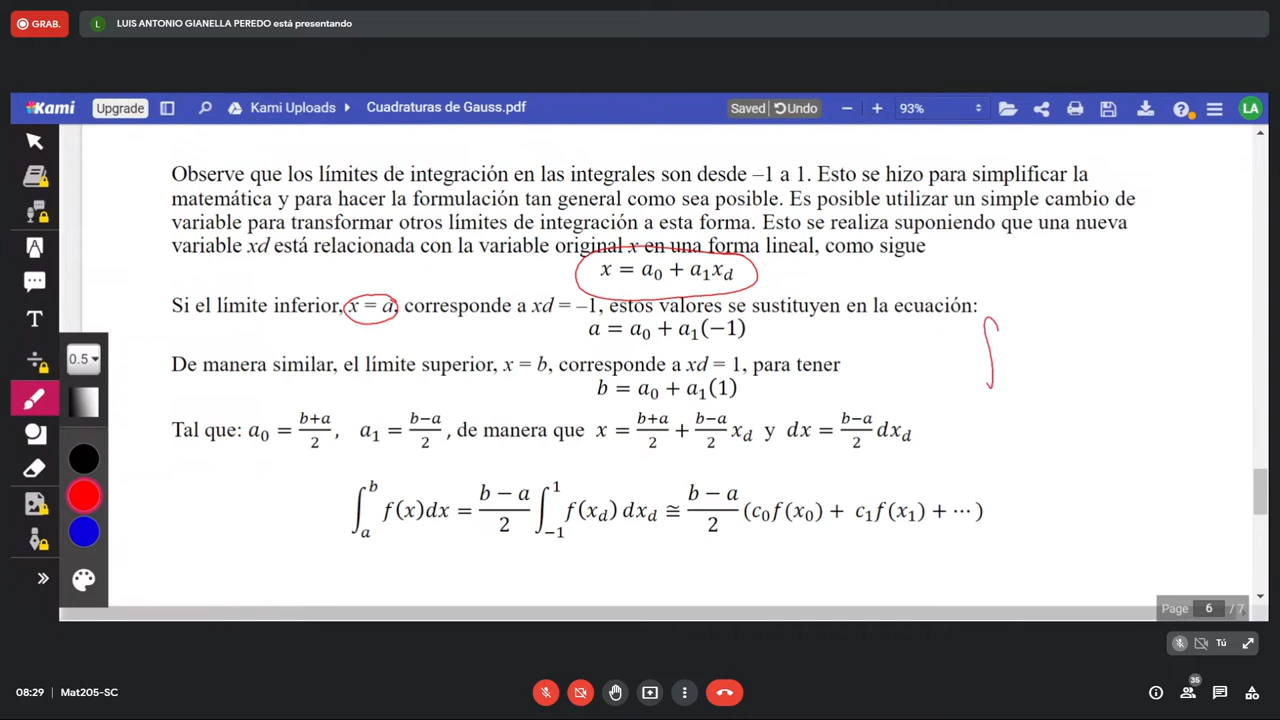 GRAB.
L
LUIS ANTONIO GIANELLA PEREDO está presentando
Kami
Upgrade
Kami Uploads
Cuadraturas de Gauss.pdf
Saved
Undo
93%
LA
Observe que los límites de integración en las integrales son desde –1 a 1. Esto se hizo para simplificar la
matemática y para hacer la formulación tan general como sea posible. Es posible utilizar un simple cambio de
variable para transformar otros límites de integración a esta forma. Esto se realiza suponiendo que una nueva
variable xd está relacionada con la variable original x en una forma lineal, como sigue
x = a₀ + a₁x_d
Si el límite inferior, x = a, corresponde a xd = –1, estos valores se sustituyen en la ecuación:
a = a₀ + a₁(−1)
De manera similar, el límite superior, x = b, corresponde a xd = 1, para tener
b = a₀ + a₁(1)
Tal que: a₀ = (b+a)/2, a₁ = (b−a)/2, de manera que x = (b+a)/2 + (b−a)/2 x_d y dx = (b−a)/2 dx_d
∫_a^b f(x)dx = (b − a)/2 ∫_−1^1 f(x_d) dx_d ≅ (b − a)/2 (c₀f(x₀) + c₁f(x₁) + ⋯ )
∫
T
0.5
Page 6 / 7
Tú
08:29
Mat205-SC
35